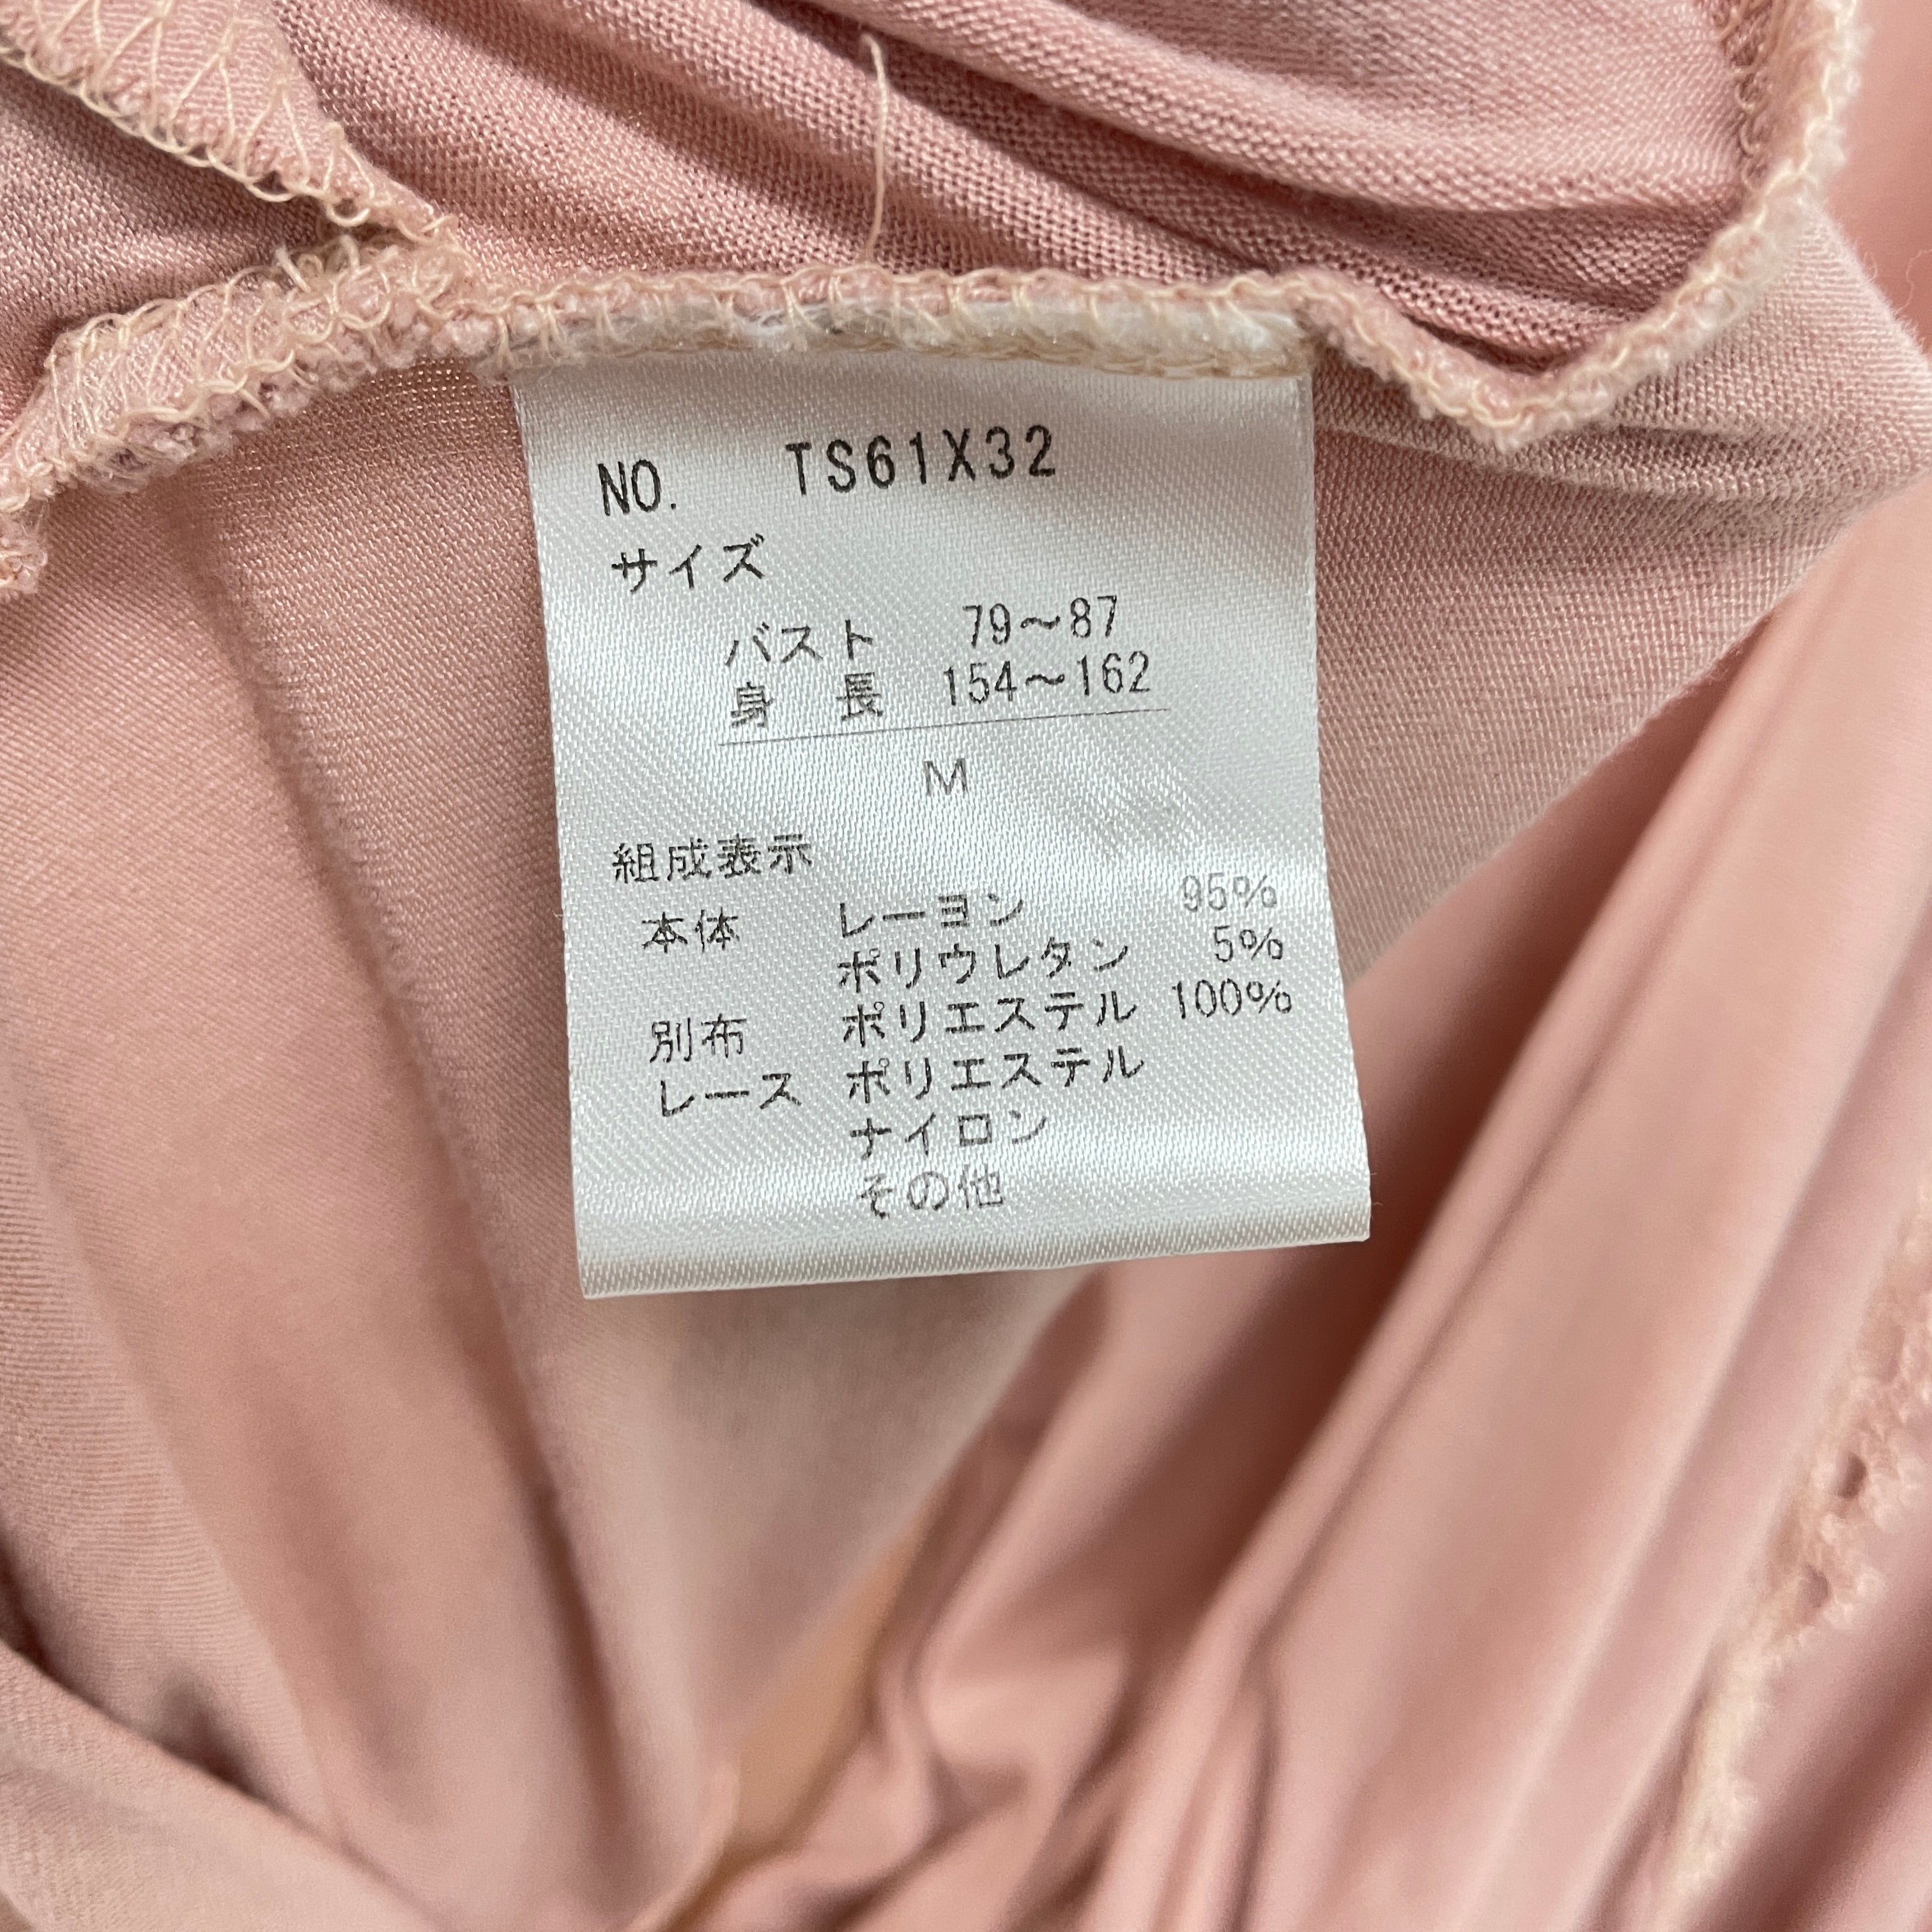 NO. TS61X32
サイズ
バスト 79～87
身長 154～162
M
組成表示
本体 レーヨン 95%
ポリウレタン 5%
別布 ポリエステル 100%
レース ポリエステル
ナイロン
その他